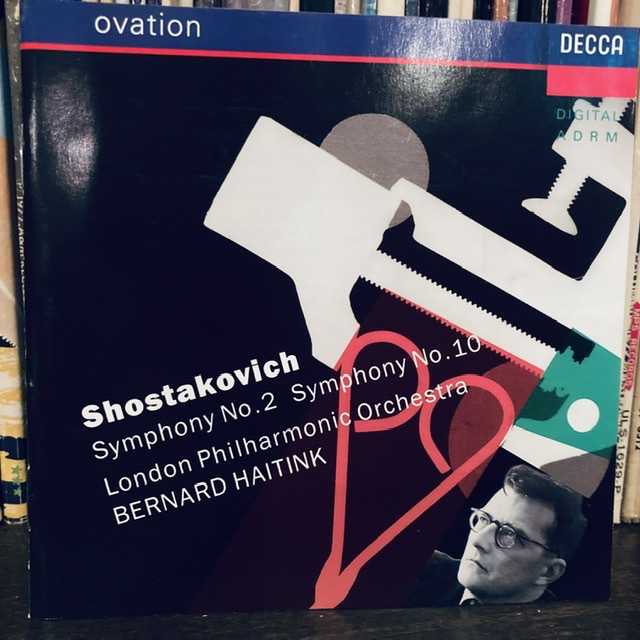 ovation
DECCA
DIGITAL
ADRM
Shostakovich
Symphony No.2 Symphony No.10
London Philharmonic Orchestra
BERNARD HAITINK